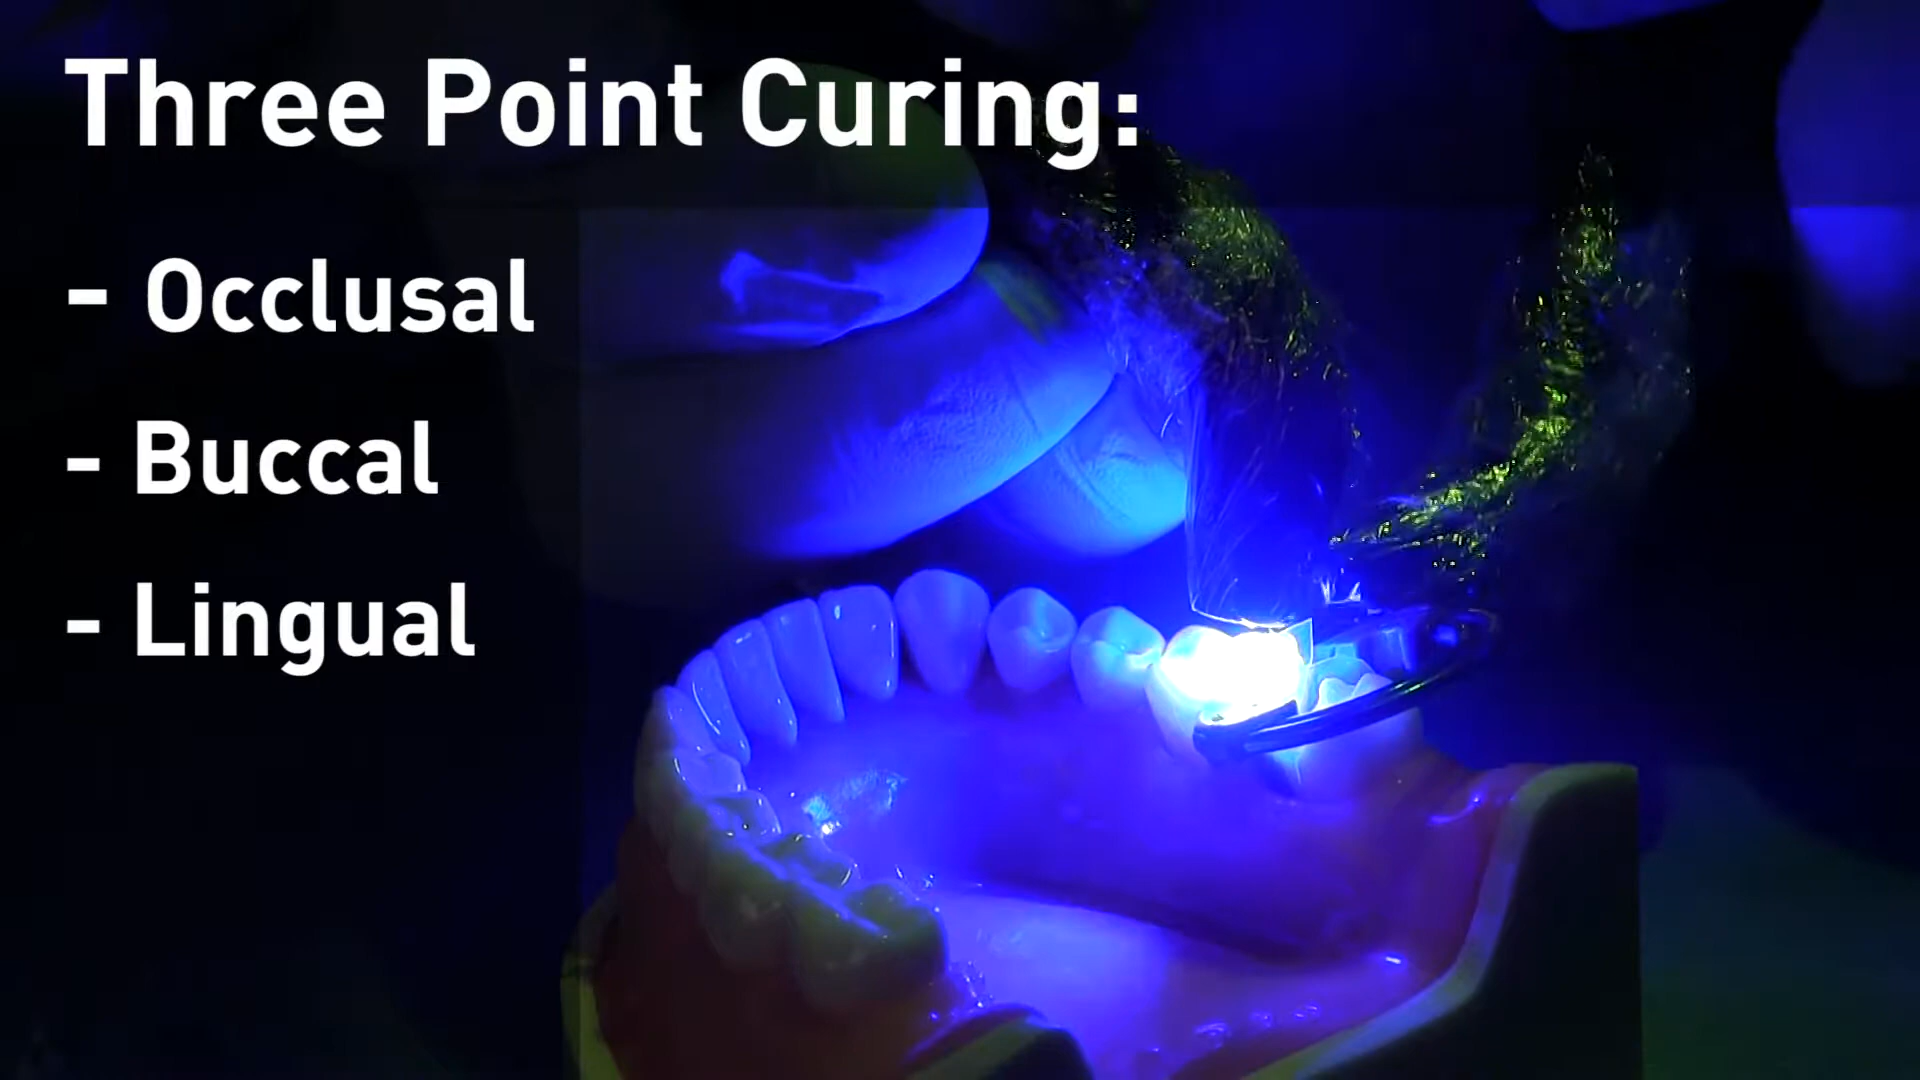 Three Point Curing:
- Occlusal
- Buccal
- Lingual